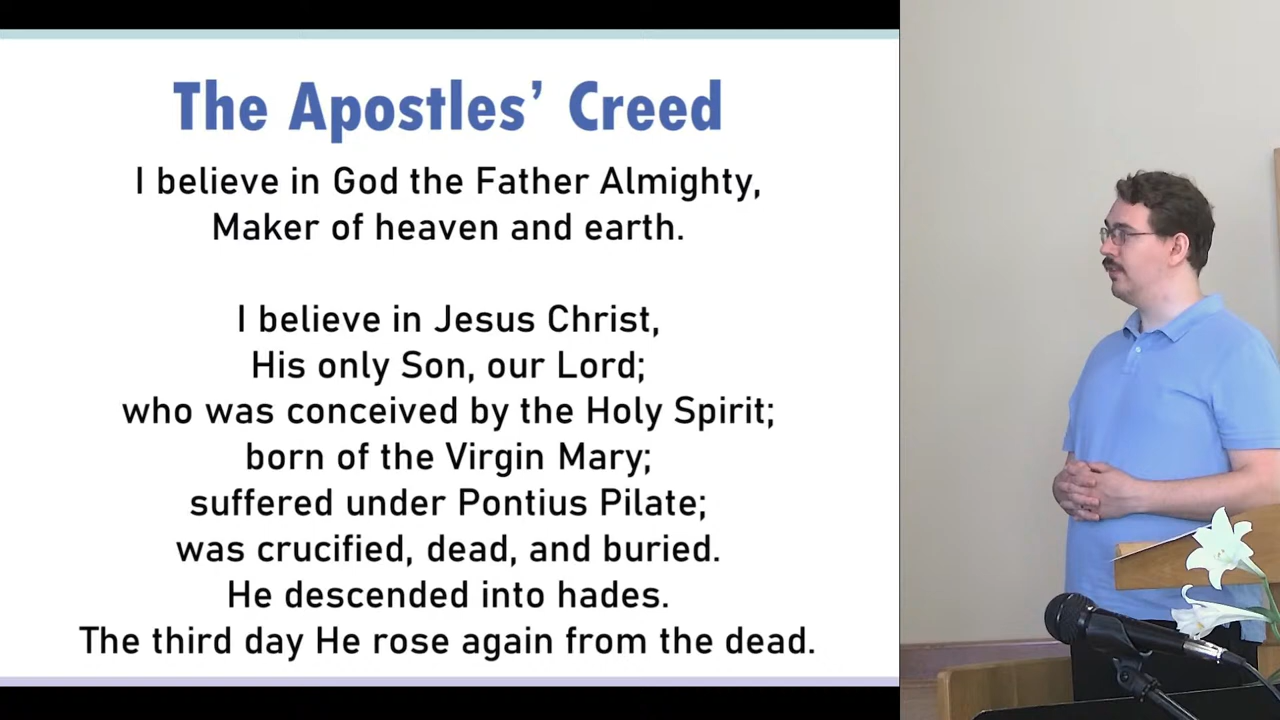 The Apostles’ Creed
I believe in God the Father Almighty,
Maker of heaven and earth.
I believe in Jesus Christ,
His only Son, our Lord;
who was conceived by the Holy Spirit;
born of the Virgin Mary;
suffered under Pontius Pilate;
was crucified, dead, and buried.
He descended into hades.
The third day He rose again from the dead.